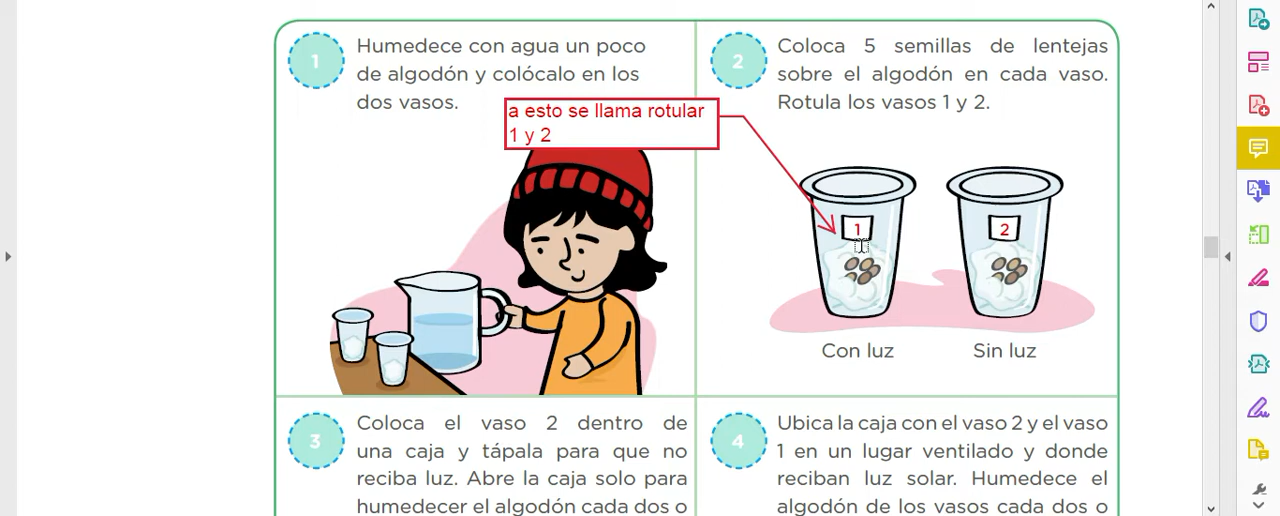 1
Humedece con agua un poco
de algodón y colócalo en los
dos vasos.
2
Coloca 5 semillas de lentejas
sobre el algodón en cada vaso.
Rotula los vasos 1 y 2.
a esto se llama rotular
1 y 2
1
2
Con luz
Sin luz
3
Coloca el vaso 2 dentro de
una caja y tápala para que no
reciba luz. Abre la caja solo para
humedecer el algodón cada dos o
4
Ubica la caja con el vaso 2 y el vaso
1 en un lugar ventilado y donde
reciban luz solar. Humedece el
algodón de los vasos cada dos o